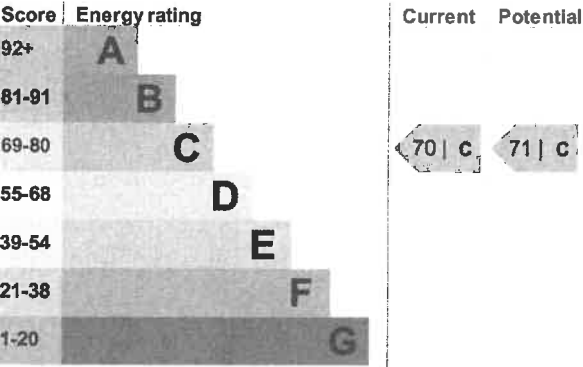 Score Energy rating Current Potential
92+ A
81-91 B
69-80 C 70 | C 71 | C
55-68 D
39-54 E
21-38 F
1-20 G